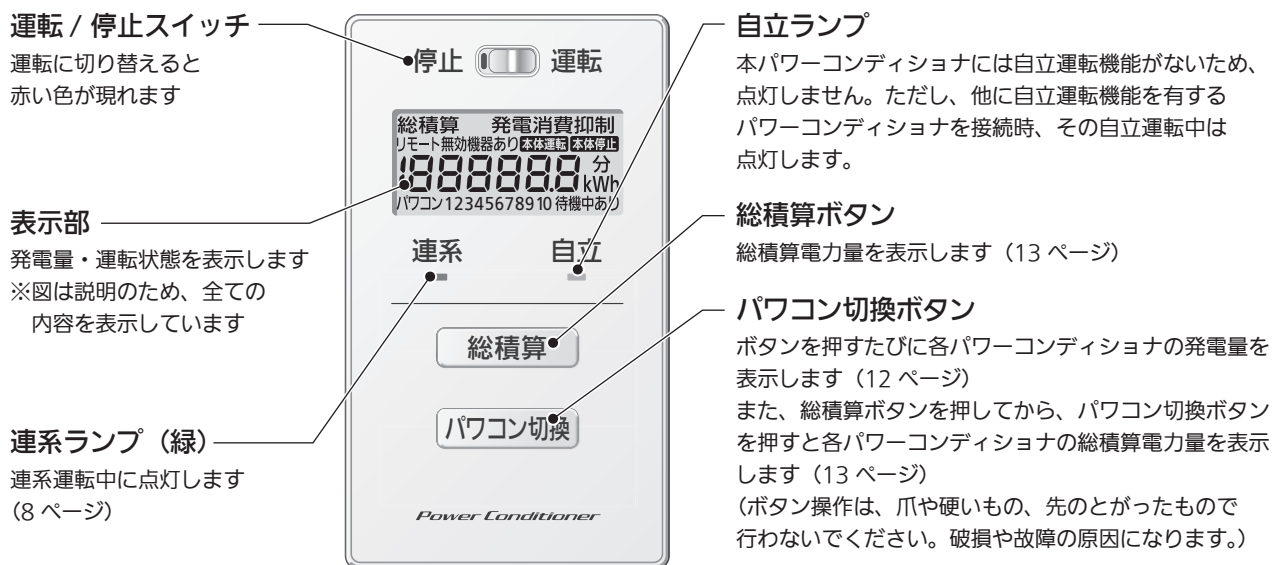 運転 / 停止スイッチ
運転に切り替えると
赤い色が現れます
表示部
発電量・運転状態を表示します
※図は説明のため、全ての
内容を表示しています
連系ランプ（緑）
連系運転中に点灯します
（8 ページ）
停止 運転
総積算 発電消費抑制
リモート無効機器あり 本体運転 本体停止
188888.8 分
kWh
パワコン 1 2 3 4 5 6 7 8 9 10 待機中あり
連系 自立
総積算
パワコン切換
Power Conditioner
自立ランプ
本パワーコンディショナには自立運転機能がないため、
点灯しません。ただし、他に自立運転機能を有する
パワーコンディショナを接続時、その自立運転中は
点灯します。
総積算ボタン
総積算電力量を表示します（13 ページ）
パワコン切換ボタン
ボタンを押すたびに各パワーコンディショナの発電量を
表示します（12 ページ）
また、総積算ボタンを押してから、パワコン切換ボタン
を押すと各パワーコンディショナの総積算電力量を表示
します（13 ページ）
（ボタン操作は、爪や硬いもの、先のとがったもので
行わないでください。破損や故障の原因になります。）